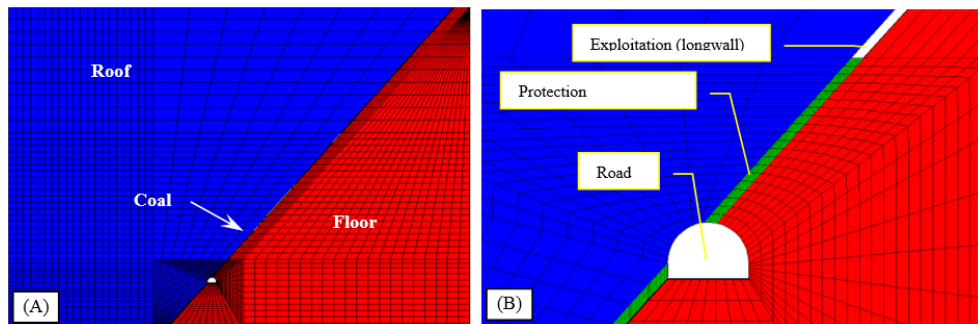 Roof
Coal
Floor
(A)
Exploitation (longwall)
Protection
Road
(B)